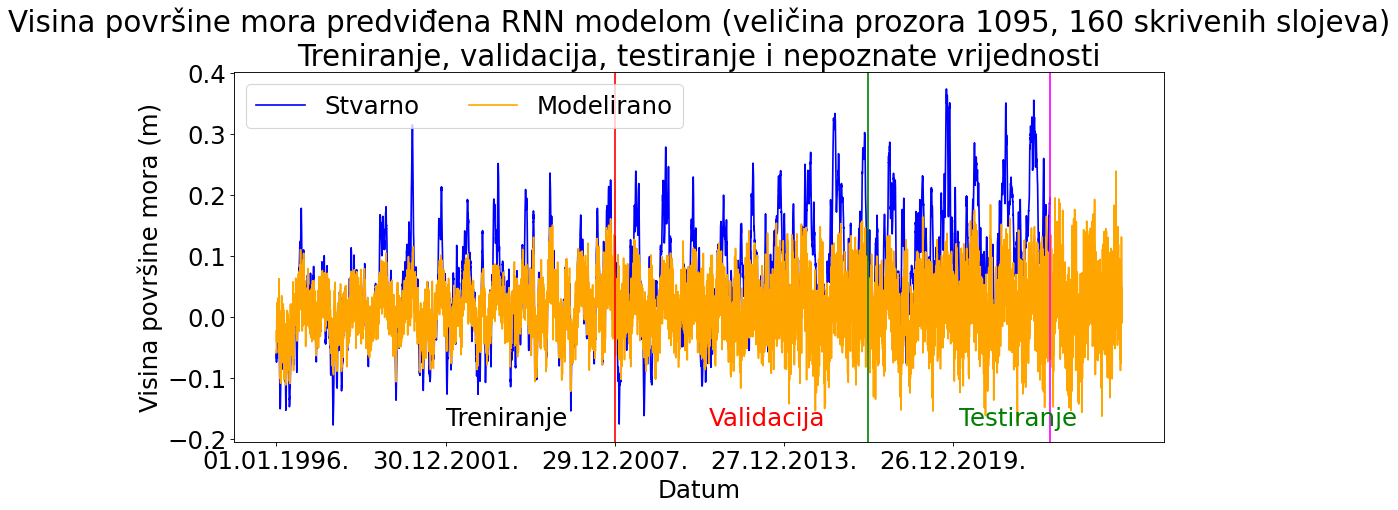 Visina površine mora predviđena RNN modelom (veličina prozora 1095, 160 skrivenih slojeva)
Treniranje, validacija, testiranje i nepoznate vrijednosti
Stvarno Modelirano
Visina površine mora (m)
0.4
0.3
0.2
0.1
0.0
−0.1
−0.2
Treniranje Validacija Testiranje
01.01.1996. 30.12.2001. 29.12.2007. 27.12.2013. 26.12.2019.
Datum